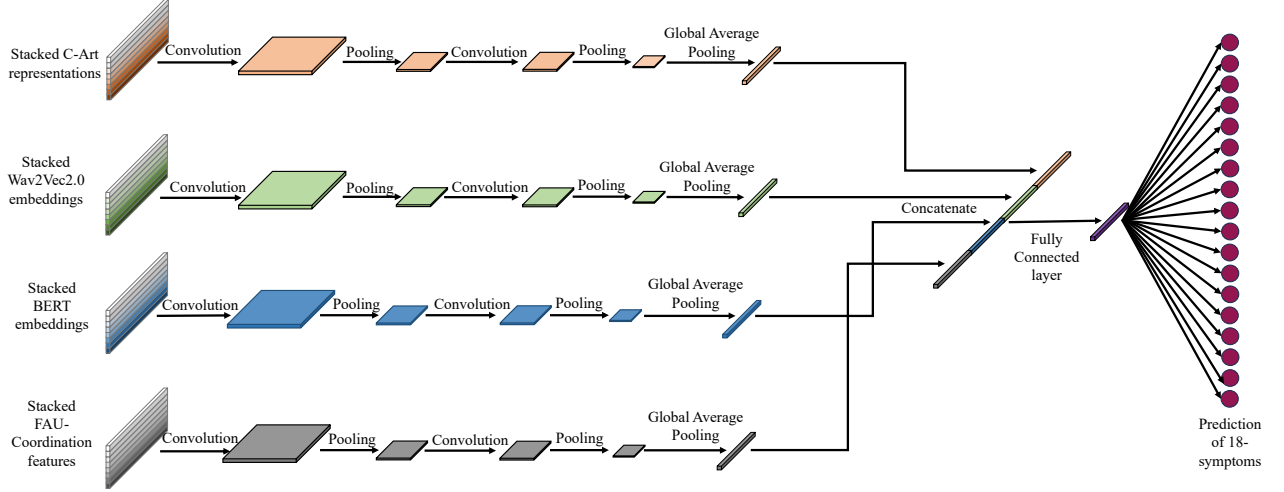 Stacked C-Art
representations
Convolution
Pooling
Convolution
Pooling
Global Average
Pooling
Stacked
Wav2Vec2.0
embeddings
Convolution
Pooling
Convolution
Pooling
Global Average
Pooling
Concatenate
Fully
Connected
layer
Stacked
BERT
embeddings
Convolution
Pooling
Convolution
Pooling
Global Average
Pooling
Stacked
FAU-
Coordination
features
Convolution
Pooling
Convolution
Pooling
Global Average
Pooling
Prediction
of 18-
symptoms